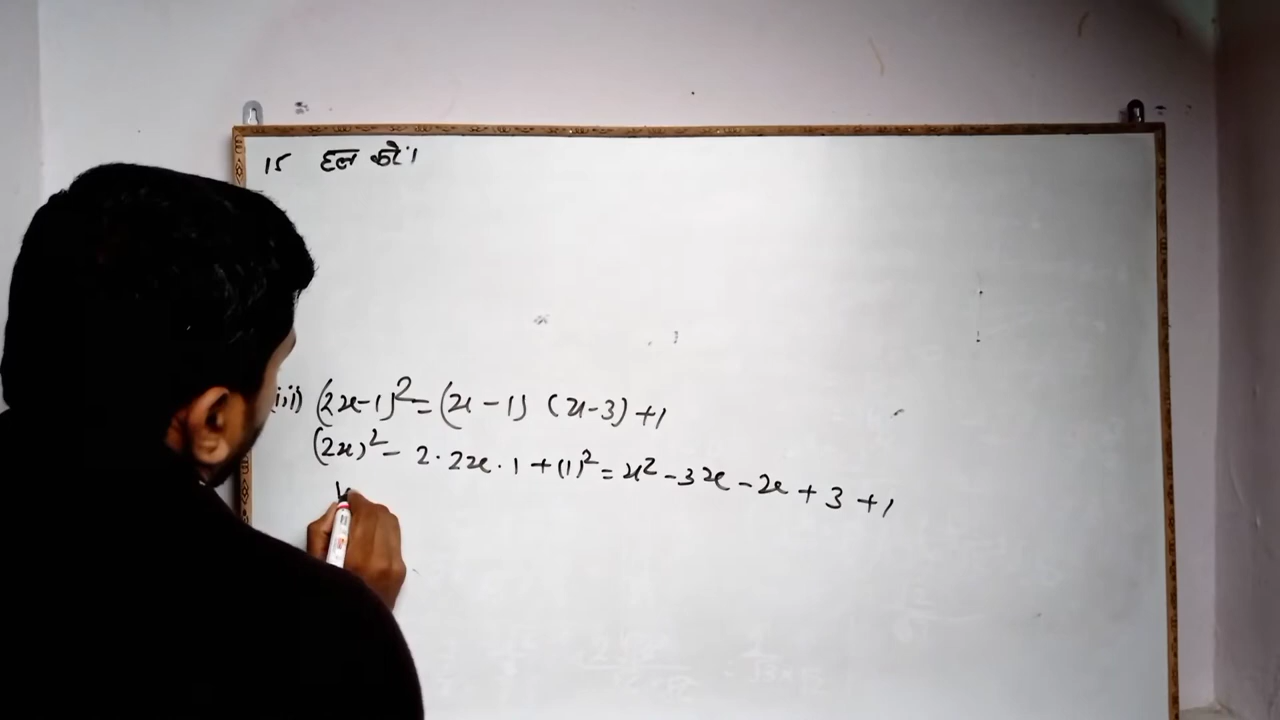 15 हल करें।
(iii) (2x-1)² = (x-1) (x-3) +1
(2x)² - 2·2x·1 + (1)² = x² - 3x - x + 3 + 1